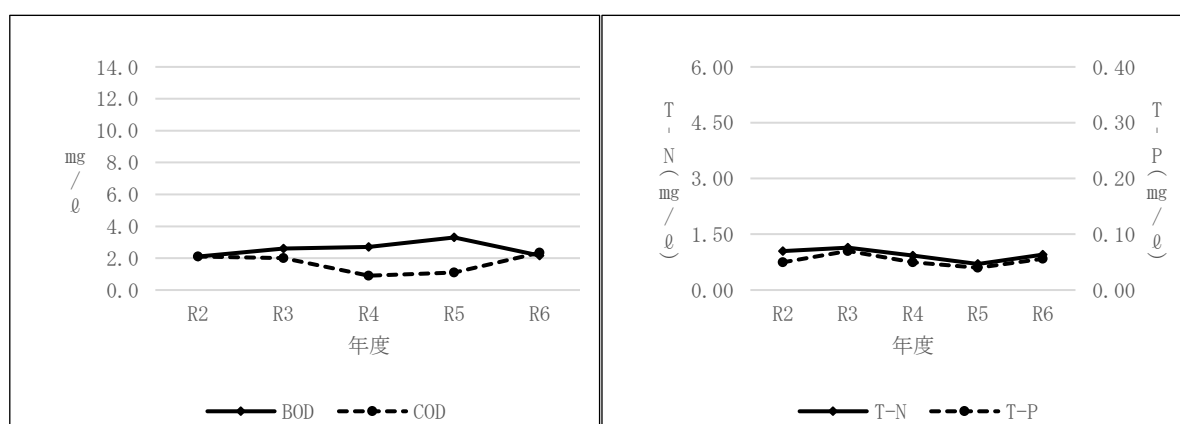 14.0
12.0
10.0
8.0
6.0
4.0
2.0
0.0
mg/ℓ
R2 R3 R4 R5 R6
年度
BOD COD
6.00
4.50
3.00
1.50
0.00
T-N(mg/ℓ)
0.40
0.30
0.20
0.10
0.00
T-P(mg/ℓ)
R2 R3 R4 R5 R6
年度
T-N T-P